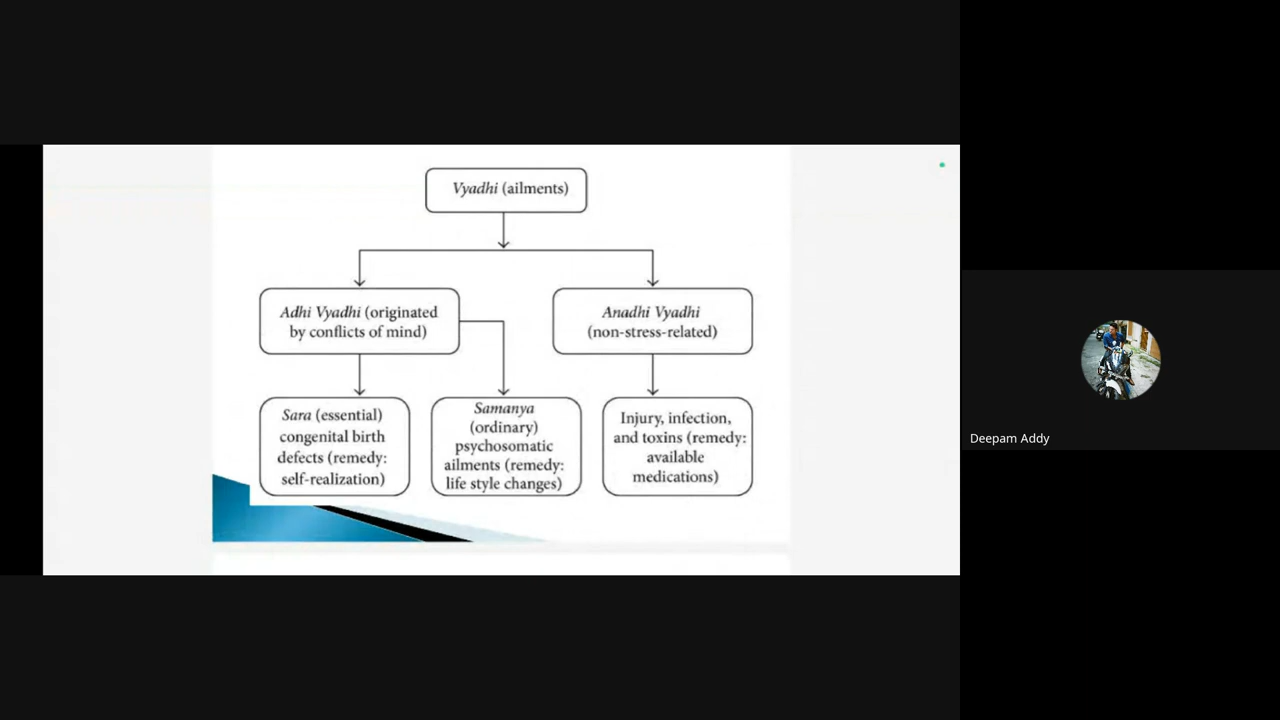 Vyadhi (ailments)
Adhi Vyadhi (originated
by conflicts of mind)
Anadhi Vyadhi
(non-stress-related)
Sara (essential)
congenital birth
defects (remedy:
self-realization)
Samanya
(ordinary)
psychosomatic
ailments (remedy:
life style changes)
Injury, infection,
and toxins (remedy:
available
medications)
Deepam Addy